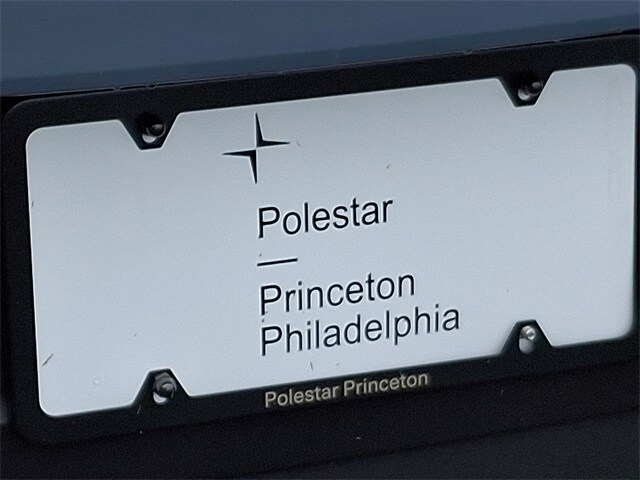 Polestar
—
Princeton
Philadelphia
Polestar Princeton